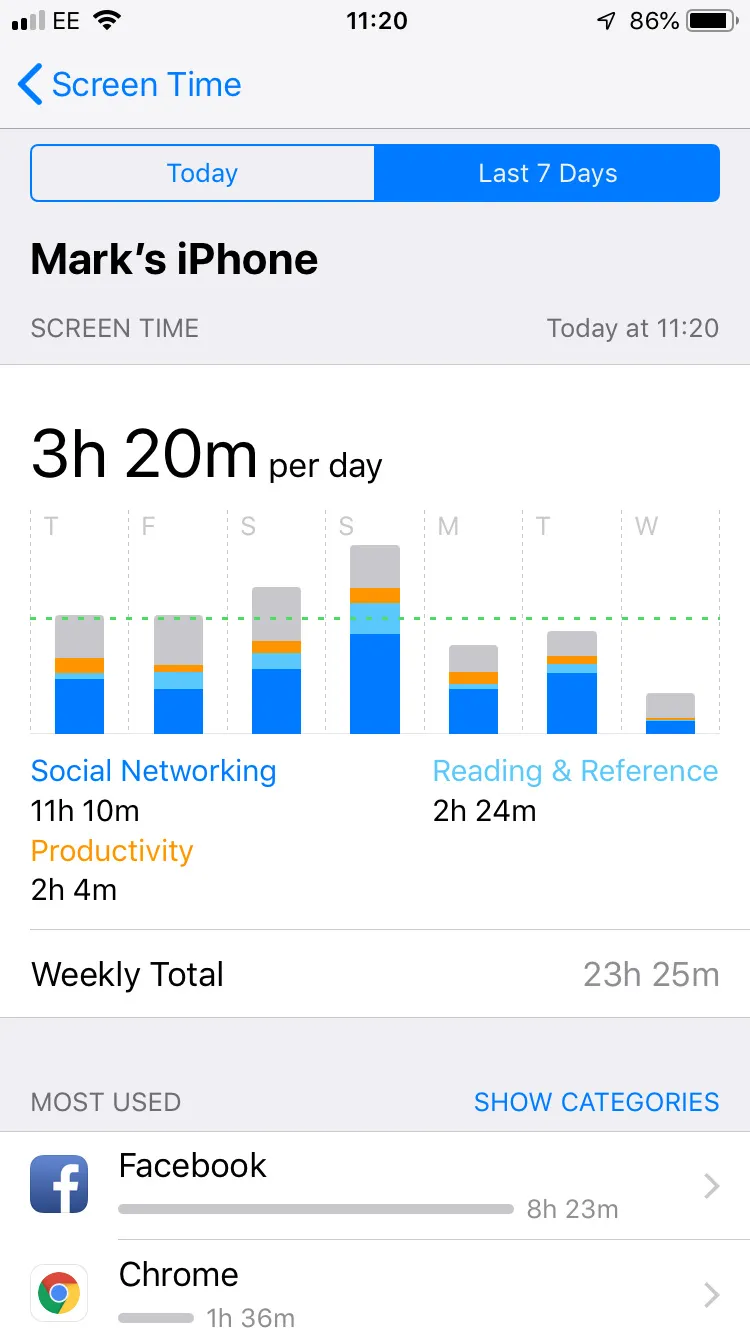 EE 11:20 86%
Screen Time
Today Last 7 Days
Mark’s iPhone
SCREEN TIME Today at 11:20
3h 20m per day
T F S S M T W
Social Networking Reading & Reference
11h 10m 2h 24m
Productivity
2h 4m
Weekly Total 23h 25m
MOST USED SHOW CATEGORIES
Facebook
8h 23m
Chrome
1h 36m